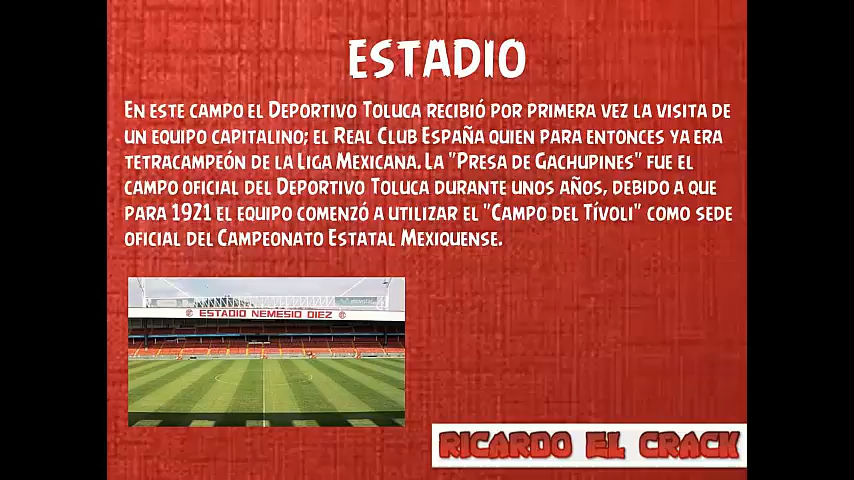 ESTADIO
EN ESTE CAMPO EL DEPORTIVO TOLUCA RECIBIÓ POR PRIMERA VEZ LA VISITA DE
UN EQUIPO CAPITALINO; EL REAL CLUB ESPAÑA QUIEN PARA ENTONCES YA ERA
TETRACAMPEÓN DE LA LIGA MEXICANA. LA "PRESA DE GACHUPINES" FUE EL
CAMPO OFICIAL DEL DEPORTIVO TOLUCA DURANTE UNOS AÑOS, DEBIDO A QUE
PARA 1921 EL EQUIPO COMENZÓ A UTILIZAR EL "CAMPO DEL TÍVOLI" COMO SEDE
OFICIAL DEL CAMPEONATO ESTATAL MEXIQUENSE.
ESTADIO NEMESIO DIEZ
RICARDO EL CRACK